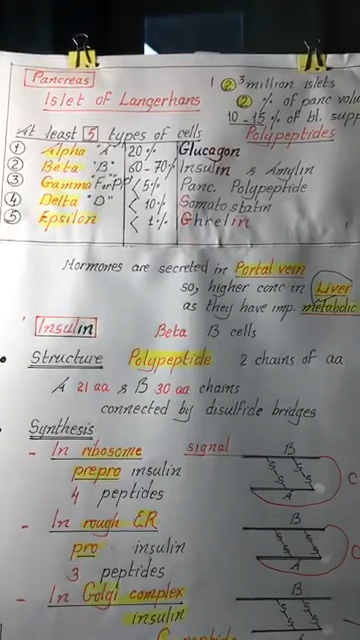 Pancreas
1 - 3 million islets
Islet of Langerhans
2 % of panc volu
10 - 15 % of bl. supp
At least 5 types of cells
Polypeptides
1 Alpha "A" 20 % Glucagon
2 Beta "B" 60 - 70 % Insulin & Amylin
3 Gamma "F or PP" < 5 % Panc. Polypeptide
4 Delta "D" < 10 % Somatostatin
5 Epsilon < 1 % Ghrelin
Hormones are secreted in Portal vein
so, higher conc in Liver
as they have imp. metabolic
Insulin Beta B cells
• Structure Polypeptide 2 chains of aa
A 21 aa & B 30 aa chains
connected by disulfide bridges
• Synthesis
- In ribosome signal B
prepro insulin C
4 peptides A
- In rough ER B
pro insulin C
3 peptides A
- In Golgi complex B
insulin
C peptide